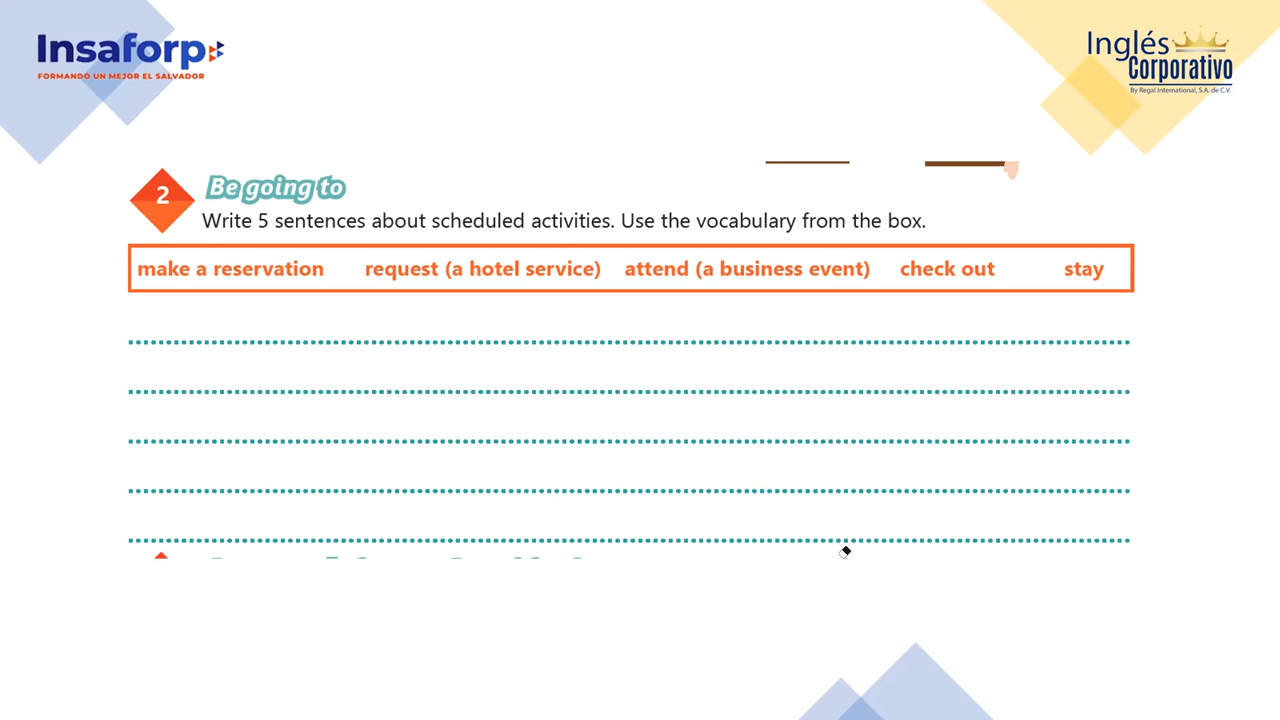 Insaforp
FORMANDO UN MEJOR EL SALVADOR
Inglés
Corporativo
By Regal International, S.A. de C.V.
2
Be going to
Write 5 sentences about scheduled activities. Use the vocabulary from the box.
make a reservation request (a hotel service) attend (a business event) check out stay